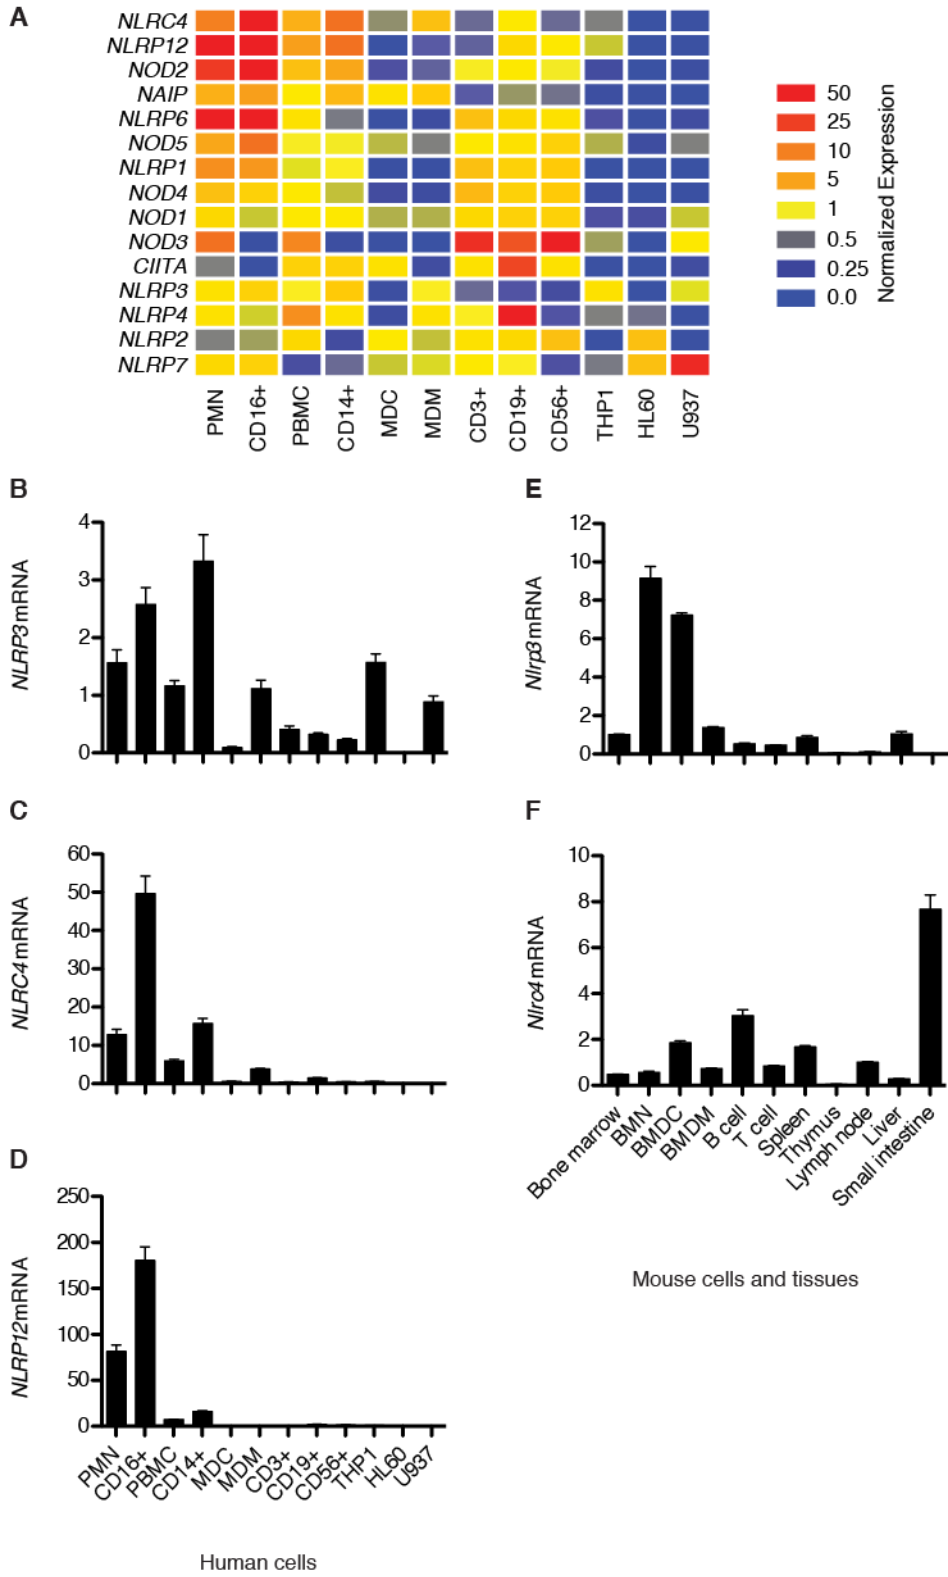 A
NLRC4
NLRP12
NOD2
NAIP
NLRP6
NOD5
NLRP1
NOD4
NOD1
NOD3
CIITA
NLRP3
NLRP4
NLRP2
NLRP7
PMN
CD16+
PBMC
CD14+
MDC
MDM
CD3+
CD19+
CD56+
THP1
HL60
U937
50
25
10
5
1
0.5
0.25
0.0
Normalized Expression
B
NLRP3 mRNA
4
3
2
1
0
E
Nlrp3 mRNA
12
10
8
6
4
2
0
C
NLRC4 mRNA
60
50
40
30
20
10
0
F
Nlrc4 mRNA
10
8
6
4
2
0
Bone marrow
BMN
BMDC
BMDM
B cell
T cell
Spleen
Thymus
Lymph node
Liver
Small intestine
Mouse cells and tissues
D
NLRP12 mRNA
250
200
150
100
50
0
PMN
CD16+
PBMC
CD14+
MDC
MDM
CD3+
CD19+
CD56+
THP1
HL60
U937
Human cells